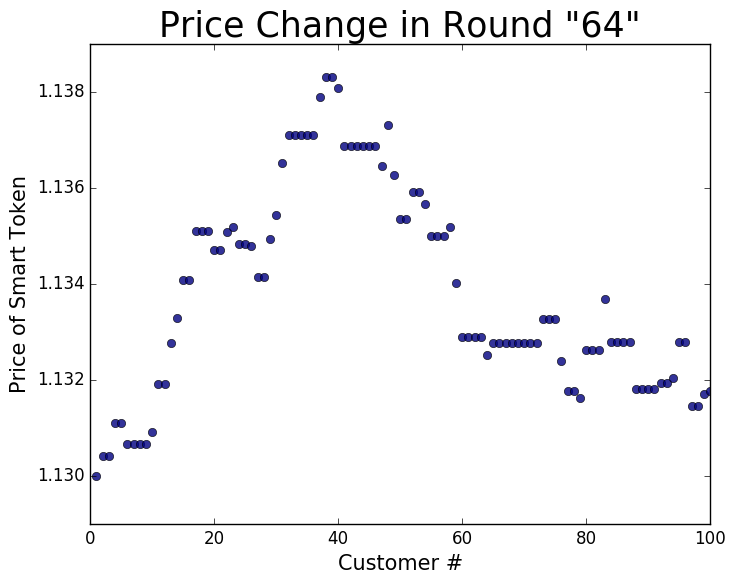 Price Change in Round "64"
Price of Smart Token
1.138
1.136
1.134
1.132
1.130
0 20 40 60 80 100
Customer #